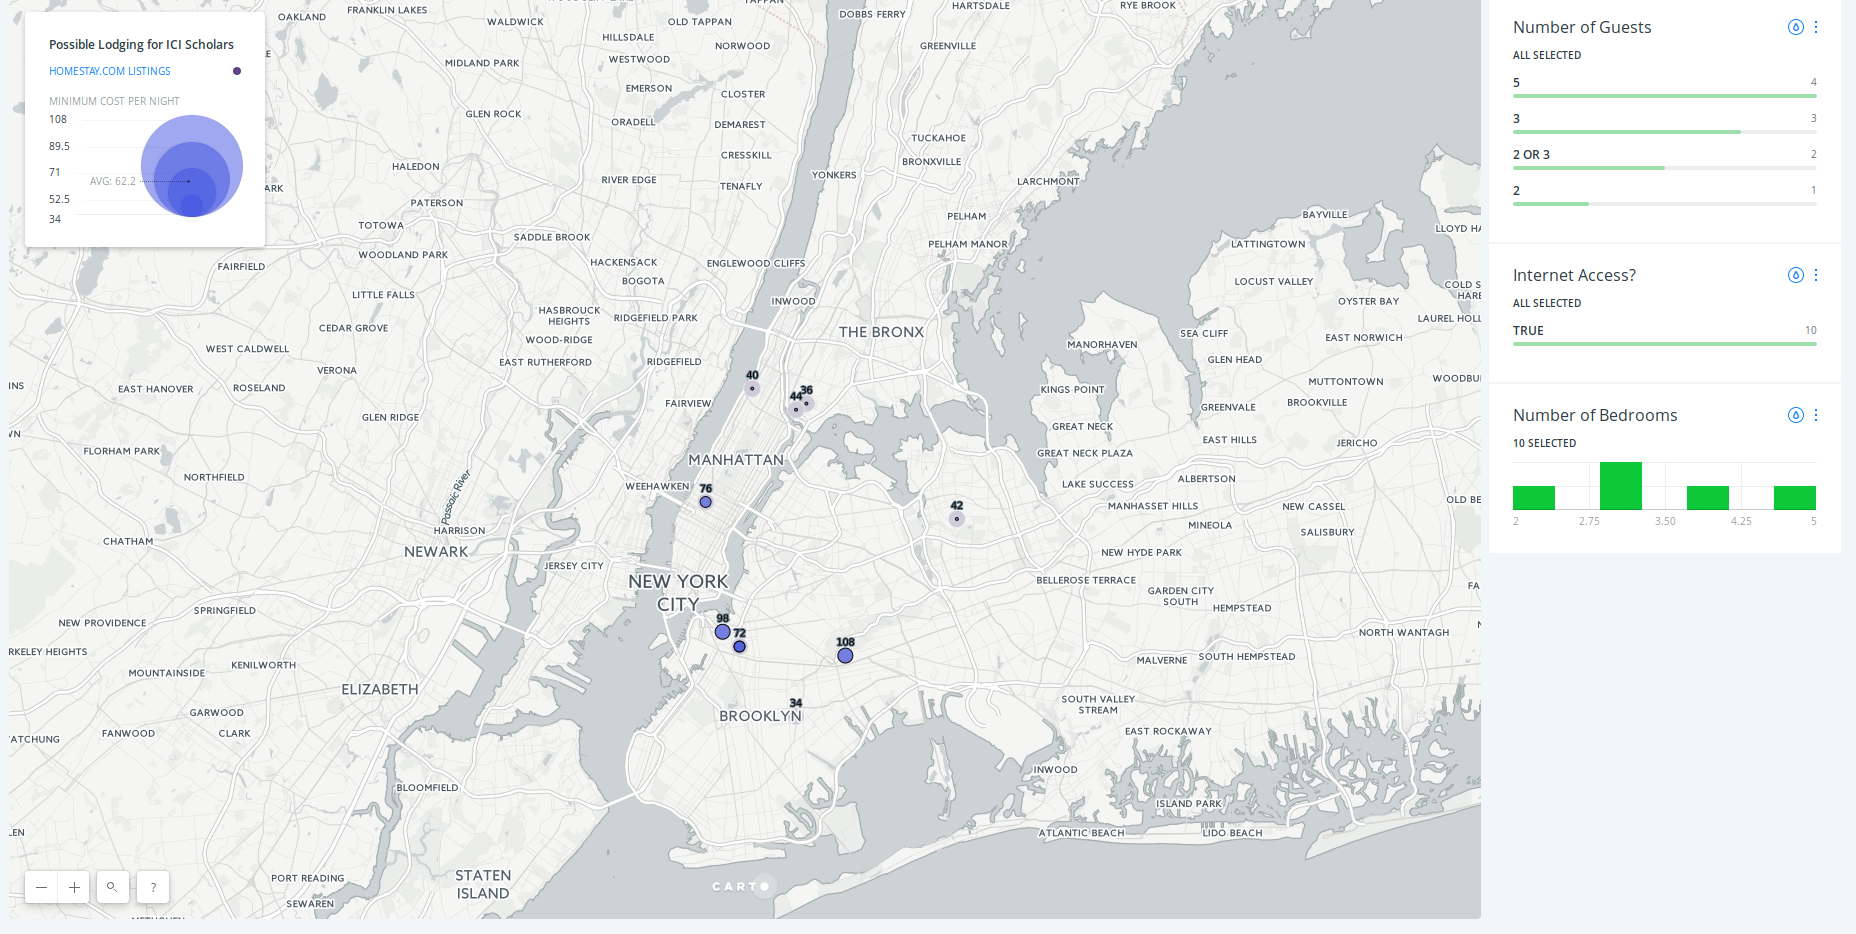 Possible Lodging for ICI Scholars
HOMESTAY.COM LISTINGS
MINIMUM COST PER NIGHT
108
89.5
71
AVG: 62.2
52.5
34
FRANKLIN LAKES
OAKLAND
WALDWICK
OLD TAPPAN
TAPPAN
DOBBS FERRY
HARTSDALE
RYE BROOK
HILLSDALE
NORWOOD
GREENVILLE
WESTWOOD
MIDLAND PARK
EMERSON
CLOSTER
GLEN ROCK
ORADELL
DEMAREST
TUCKAHOE
CRESSKILL
BRONXVILLE
HALEDON
YONKERS
RIVER EDGE
TENAFLY
LARCHMONT
ARK
PATERSON
PELHAM
BAYVILLE
TOTOWA
SADDLE BROOK
PELHAM MANOR
LATTINGTOWN
LLOYD HA
WOODLAND PARK
HACKENSACK
ENGLEWOOD CLIFFS
FAIRFIELD
BOGOTA
LOCUST VALLEY
COLD S
HARE
LITTLE FALLS
INWOOD
OYSTER BAY
HASBROUCK
HEIGHTS
RIDGEFIELD PARK
LAUREL HOLL
CEDAR GROVE
THE BRONX
SEA CLIFF
EAST NORWICH
WOOD-RIDGE
MANORHAVEN
WEST CALDWELL
EAST RUTHERFORD
RIDGEFIELD
GLEN HEAD
VERONA
40
MUTTONTOWN
WOODBU
INS
EAST HANOVER
ROSELAND
36
KINGS POINT
44
FAIRVIEW
GREENVALE
BROOKVILLE
GLEN RIDGE
GREAT NECK
WN
EAST HILLS
JERICHO
FLORHAM PARK
MANHATTAN
GREAT NECK PLAZA
NORTHFIELD
WEEHAWKEN
76
LAKE SUCCESS
ALBERTSON
Passaic River
OLD BE
42
MANHASSET HILLS
NEW CASSEL
HARRISON
MINEOLA
SALISBURY
CHATHAM
NEWARK
NEW HYDE PARK
JERSEY CITY
NEW YORK
CITY
BELLEROSE TERRACE
FA
GARDEN CITY
SOUTH
SPRINGFIELD
HEMPSTEAD
NEW PROVIDENCE
98
72
NORTH WANTAGH
108
RKELEY HEIGHTS
KENILWORTH
MALVERNE
SOUTH HEMPSTEAD
MOUNTAINSIDE
ELIZABETH
34
SOUTH VALLEY
STREAM
GARWOOD
BROOKLYN
ATCHUNG
FANWOOD
CLARK
EAST ROCKAWAY
INWOOD
BLOOMFIELD
ISLAND PARK
LEN
ATLANTIC BEACH
LIDO BEACH
PORT READING
STATEN
ISLAND
SEWAREN
CARTO
?
Number of Guests
ALL SELECTED
5 4
3 3
2 OR 3 2
2 1
Internet Access?
ALL SELECTED
TRUE 10
Number of Bedrooms
10 SELECTED
2 2.75 3.50 4.25 5